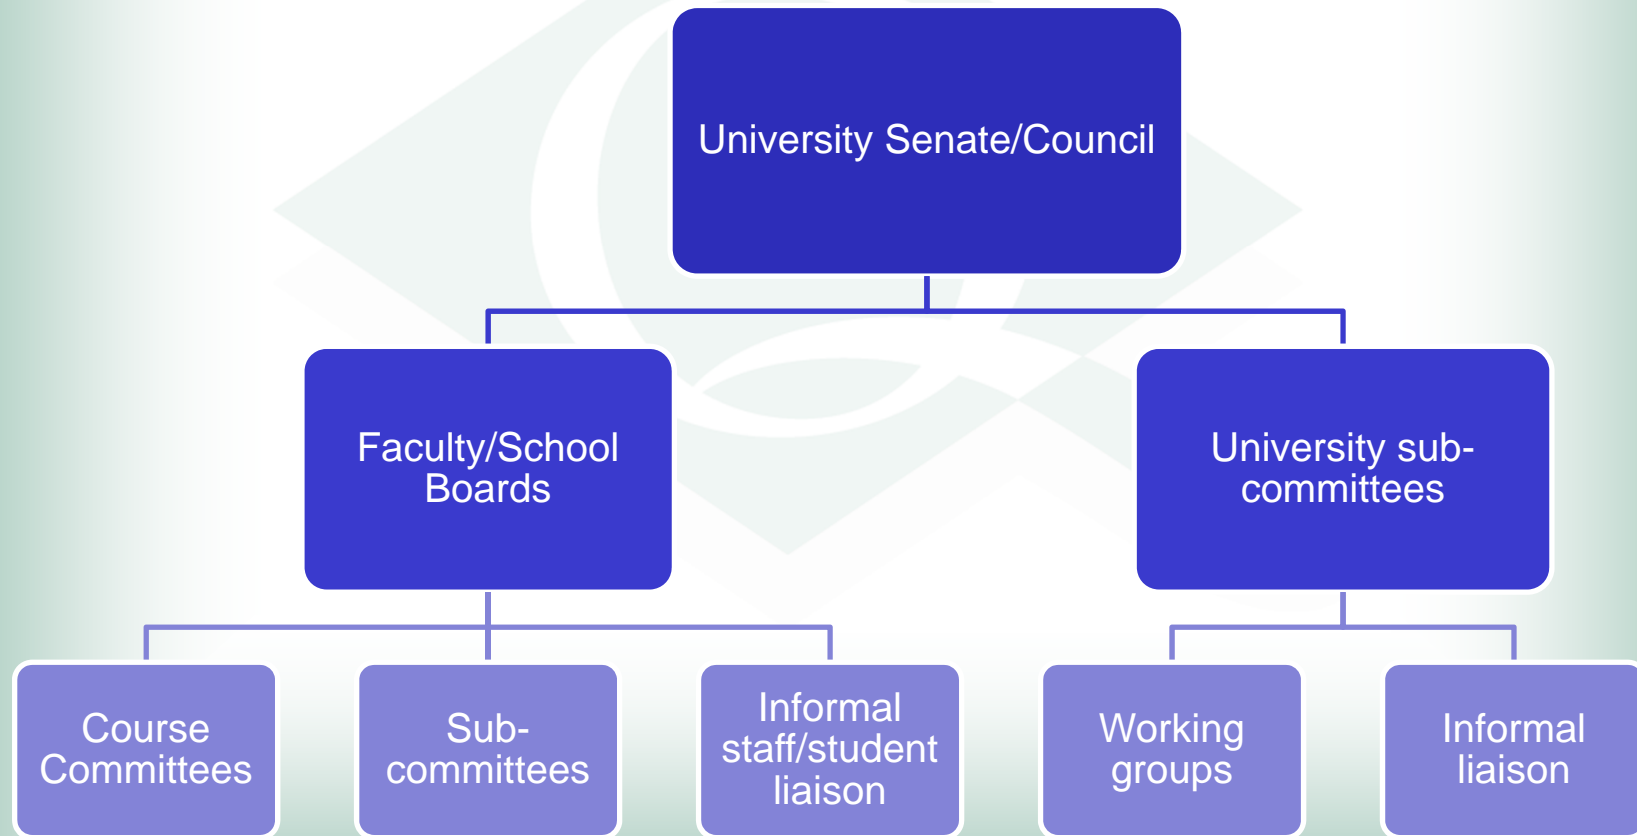 University Senate/Council
Faculty/School
Boards
University sub-
committees
Course
Committees
Sub-
committees
Informal
staff/student
liaison
Working
groups
Informal
liaison